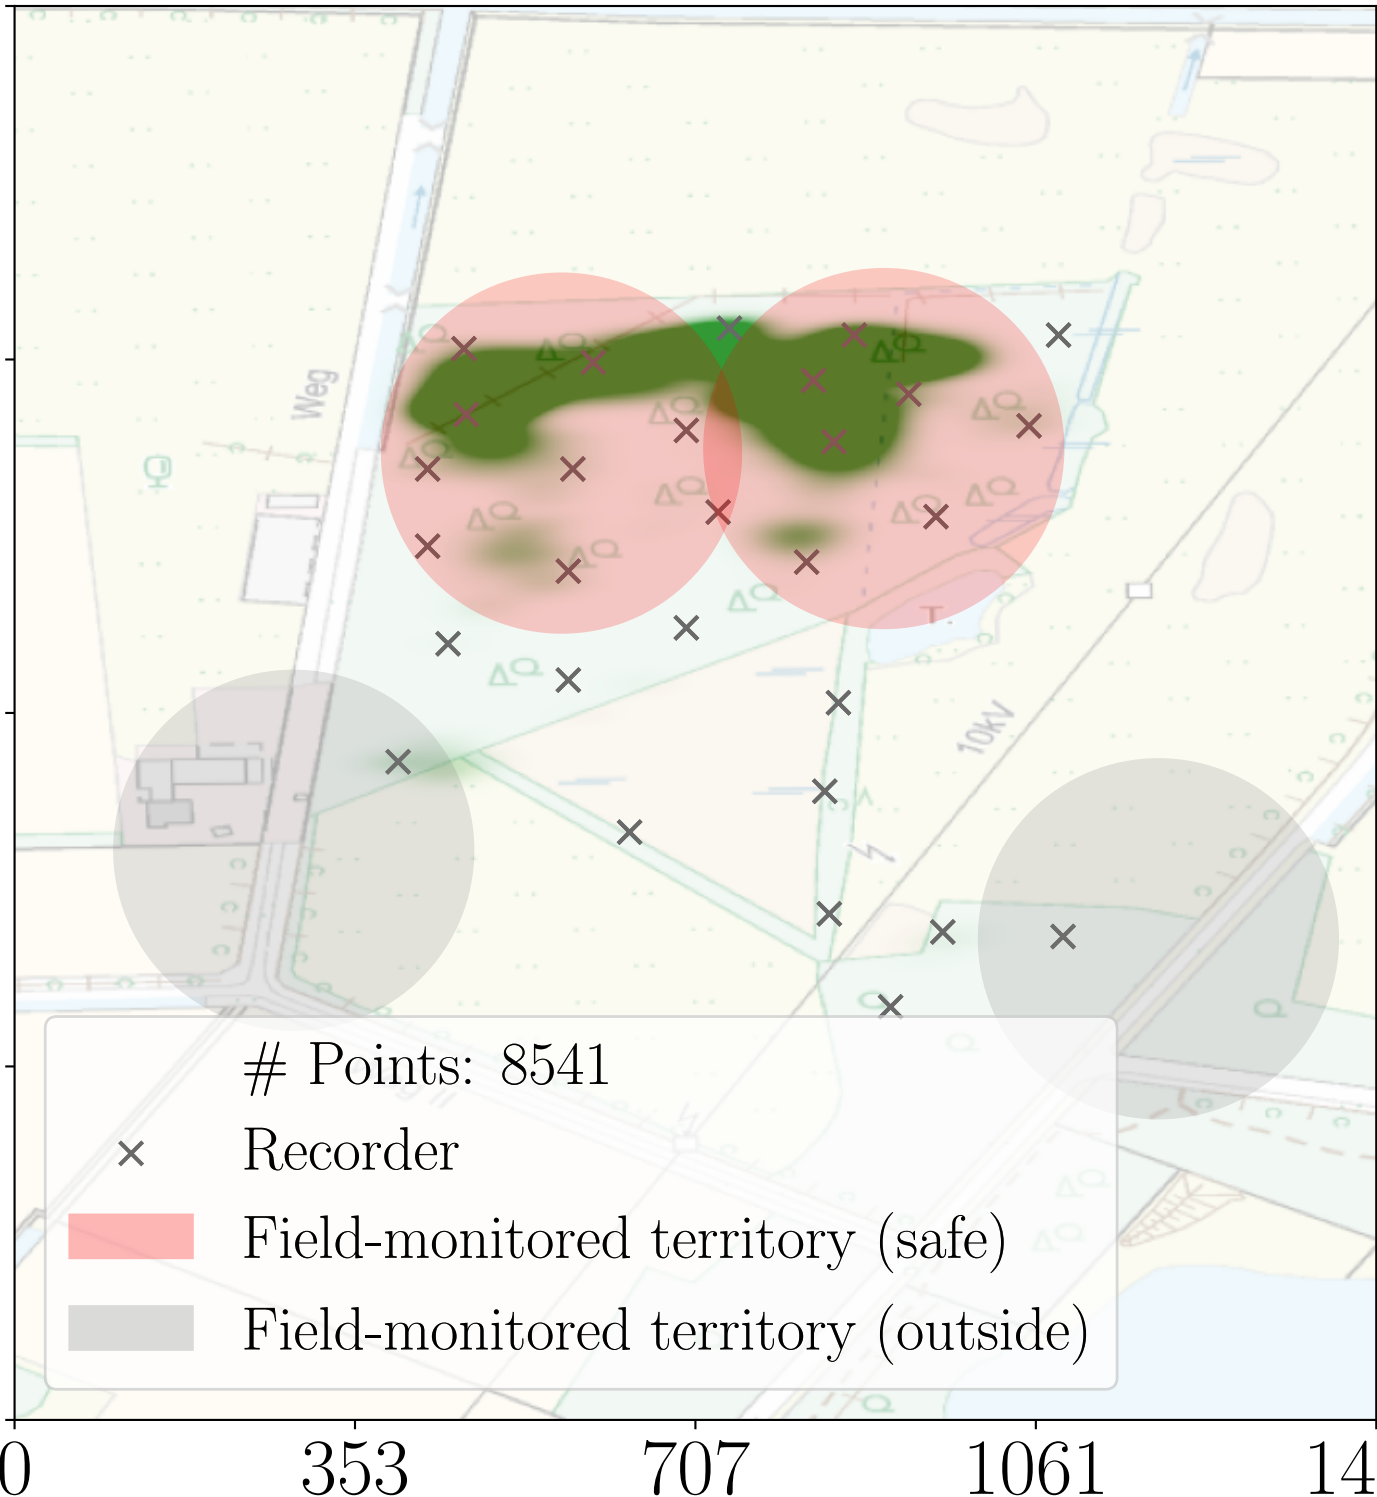 Weg
10kV
T.
# Points: 8541
Recorder
Field-monitored territory (safe)
Field-monitored territory (outside)
0 353 707 1061 14